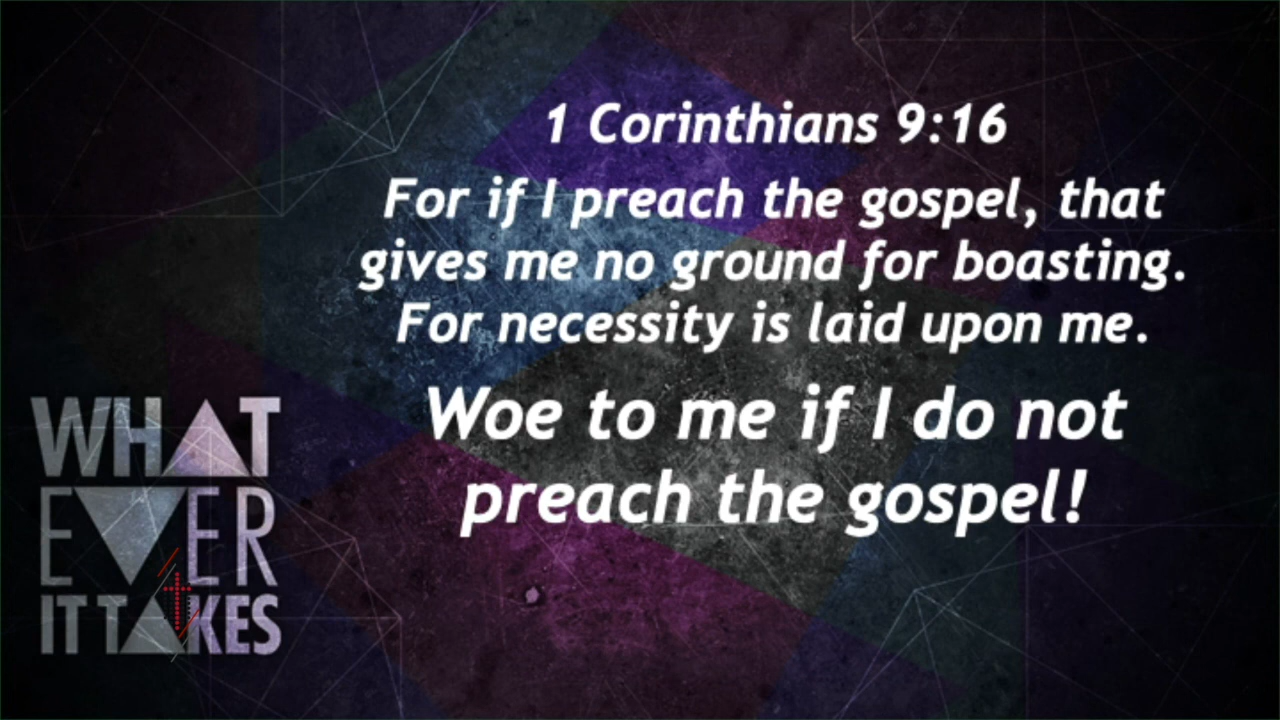 1 Corinthians 9:16
For if I preach the gospel, that
gives me no ground for boasting.
For necessity is laid upon me.
Woe to me if I do not
preach the gospel!
WHAT
EVER
IT TAKES